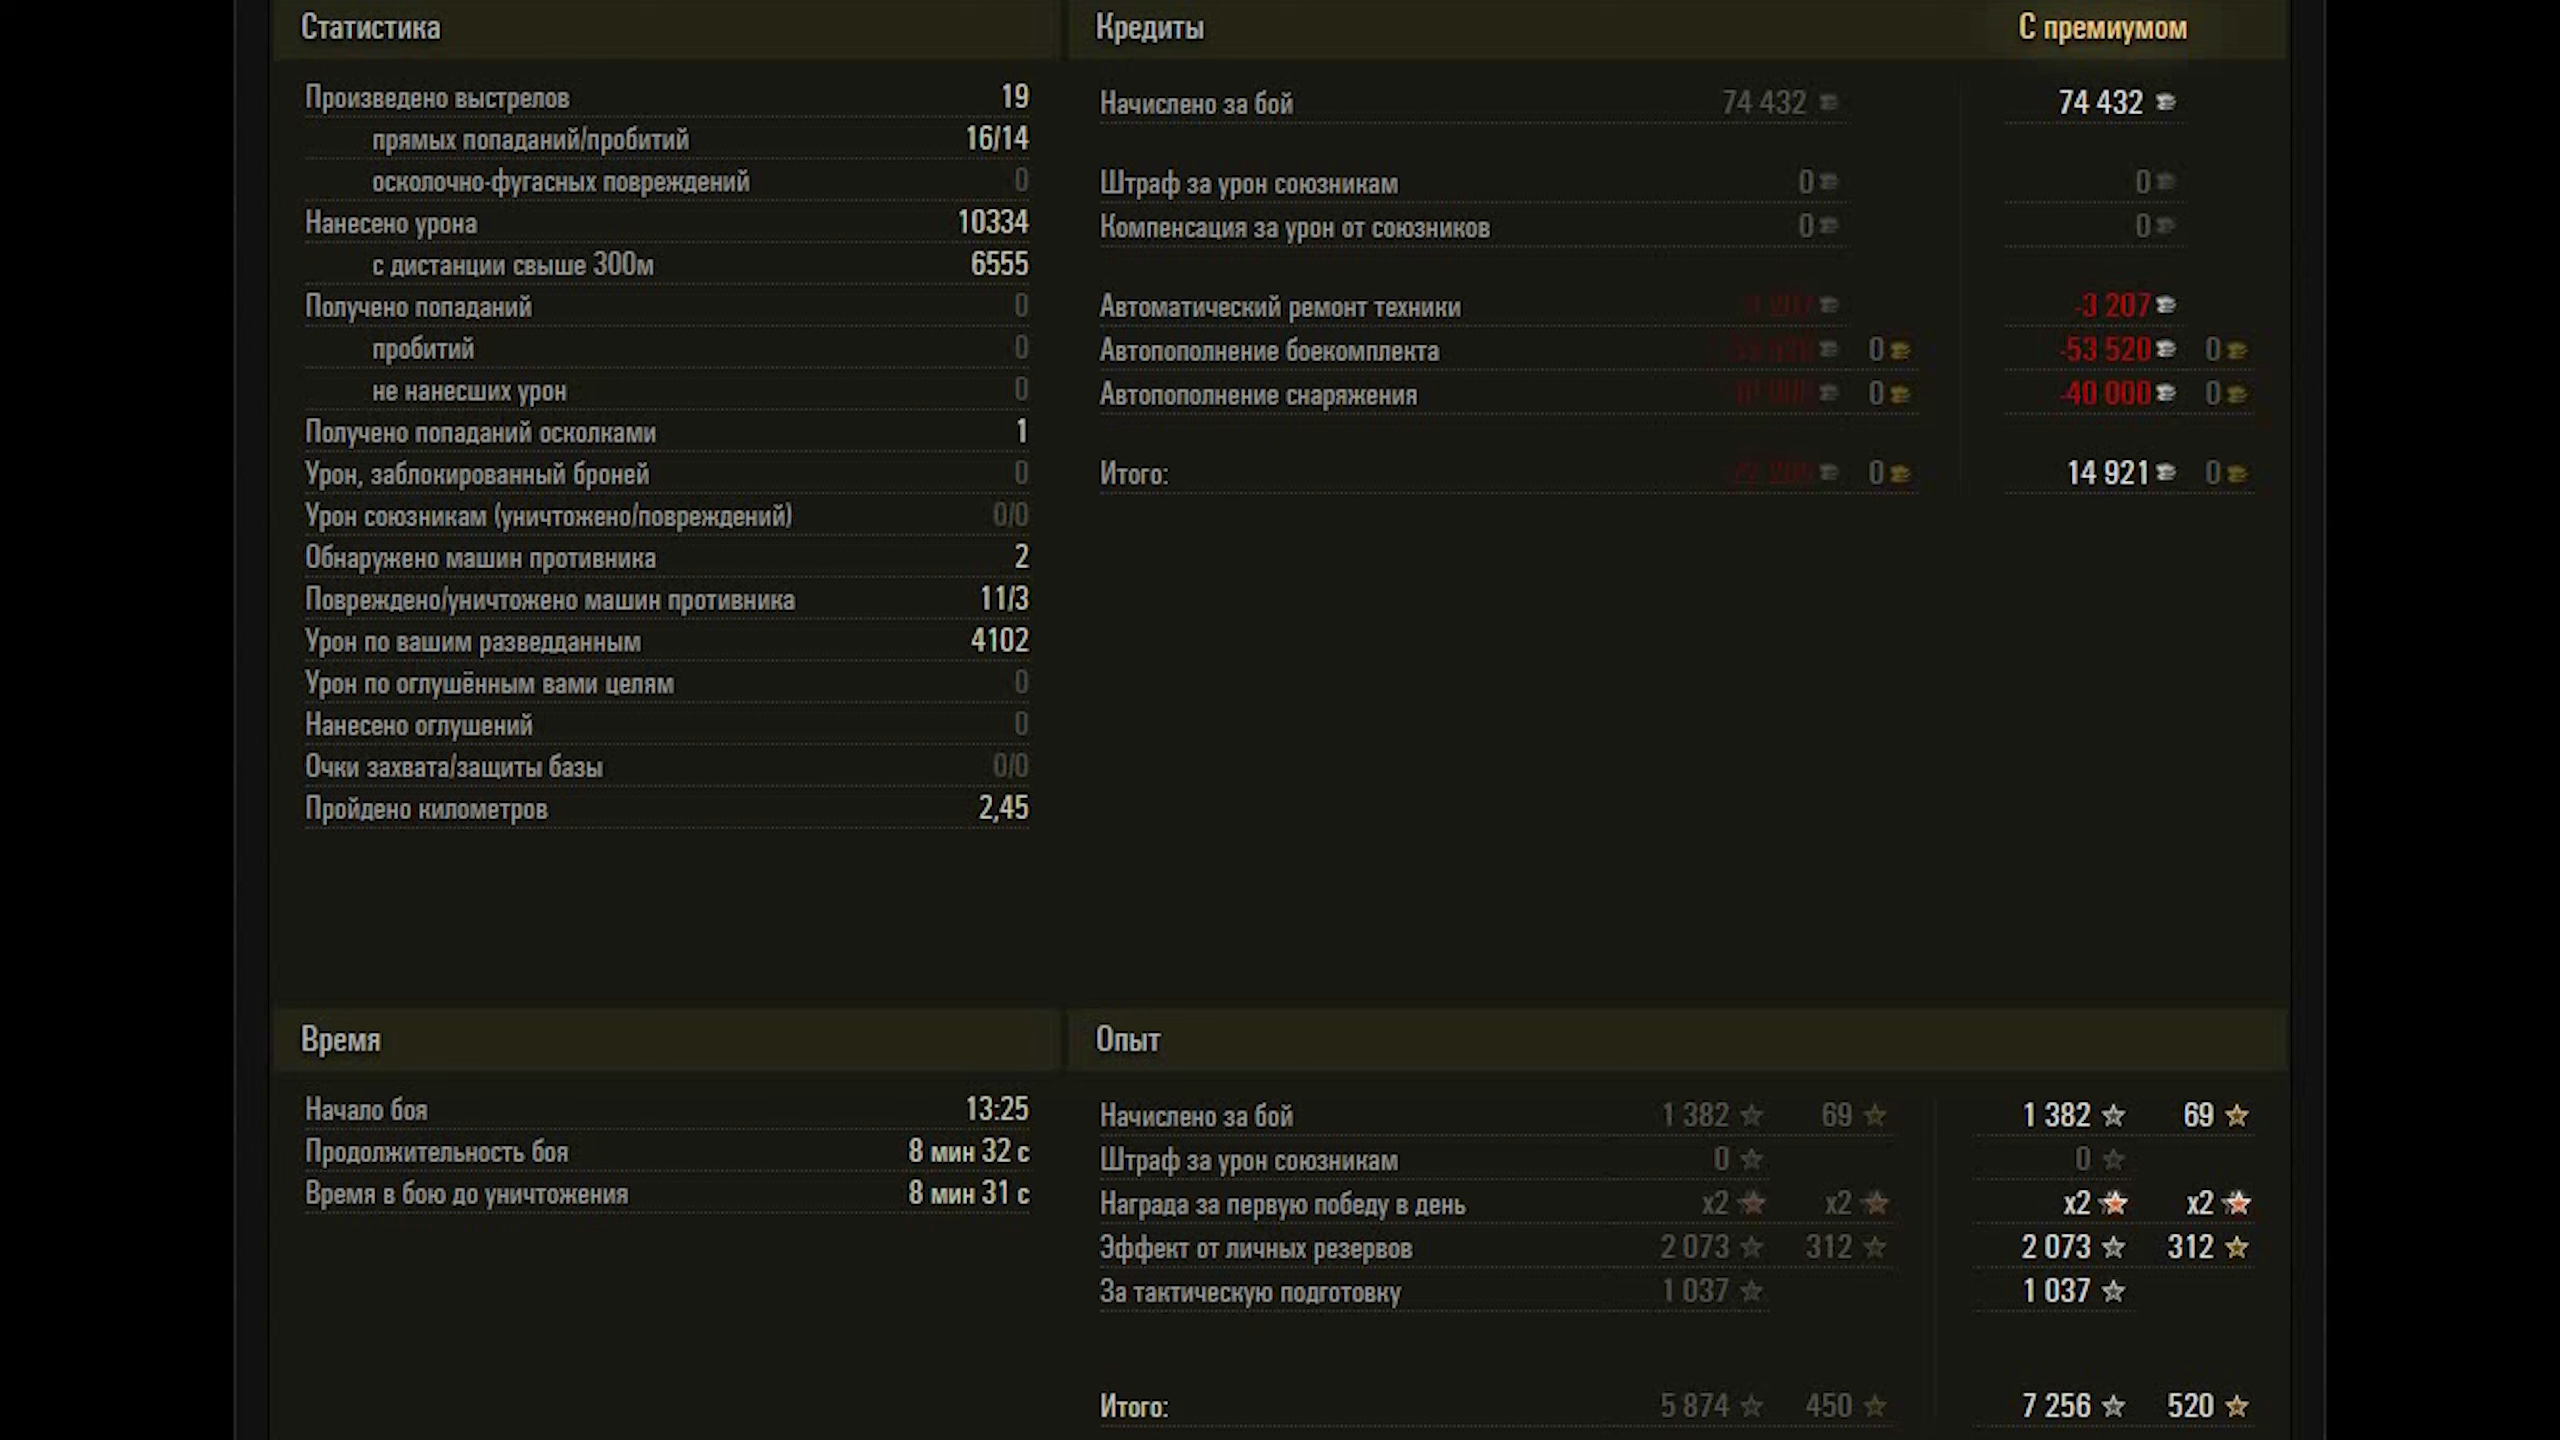 Статистика
Произведено выстрелов 19
прямых попаданий/пробитий 16/14
осколочно-фугасных повреждений 0
Нанесено урона 10334
с дистанции свыше 300м 6555
Получено попаданий 0
пробитий 0
не нанесших урон 0
Получено попаданий осколками 1
Урон, заблокированный броней 0
Урон союзникам (уничтожено/повреждений) 0/0
Обнаружено машин противника 2
Повреждено/уничтожено машин противника 11/3
Урон по вашим разведданным 4102
Урон по оглушённым вами целям 0
Нанесено оглушений 0
Очки захвата/защиты базы 0/0
Пройдено километров 2,45
Кредиты С премиумом
Начислено за бой 74 432 74 432
Штраф за урон союзникам 0 0
Компенсация за урон от союзников 0 0
Автоматический ремонт техники -3 207
Автопополнение боекомплекта 0 -53 520 0
Автопополнение снаряжения 0 -40 000 0
Итого: 0 14 921 0
Время
Начало боя 13:25
Продолжительность боя 8 мин 32 с
Время в бою до уничтожения 8 мин 31 с
Опыт
Начислено за бой 1 382 69 1 382 69
Штраф за урон союзникам 0 0
Награда за первую победу в день x2 x2 x2 x2
Эффект от личных резервов 2 073 312 2 073 312
За тактическую подготовку 1 037 1 037
Итого: 5 874 450 7 256 520